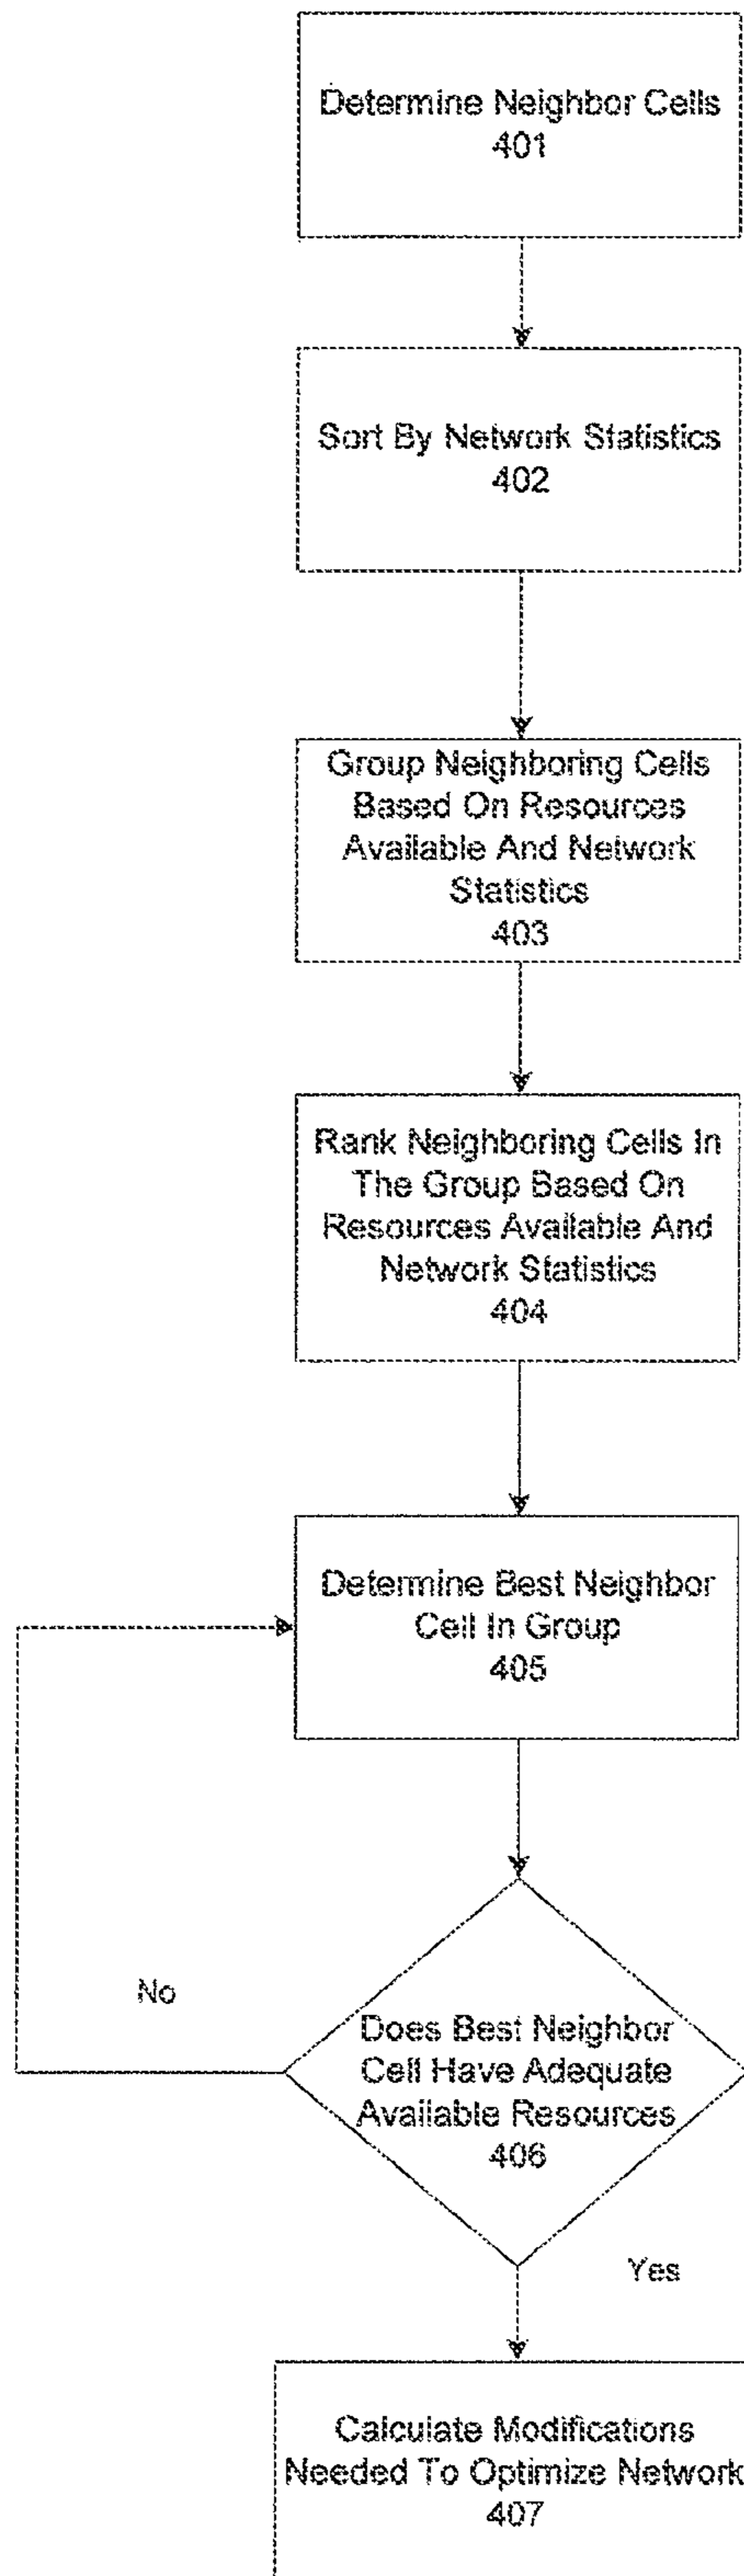 Determine Neighbor Cells
401
Sort By Network Statistics
402
Group Neighboring Cells
Based On Resources
Available And Network
Statistics
403
Rank Neighboring Cells In
The Group Based On
Resources Available And
Network Statistics
404
Determine Best Neighbor
Cell In Group
405
No
Does Best Neighbor
Cell Have Adequate
Available Resources
406
Yes
Calculate Modifications
Needed To Optimize Network
407